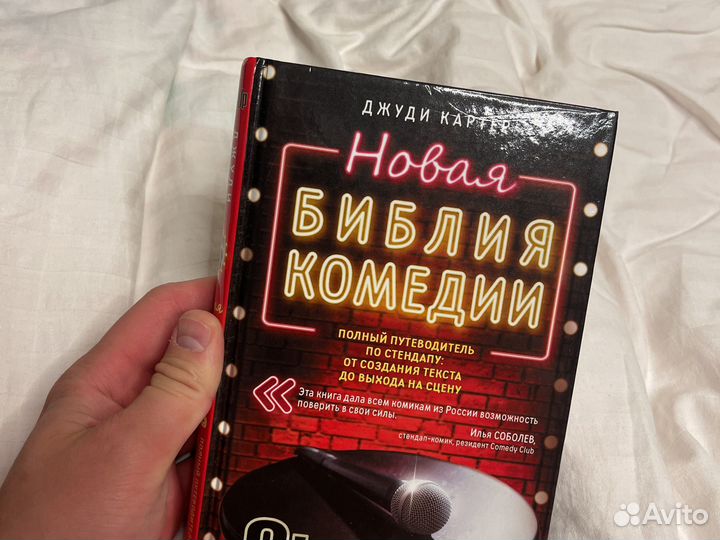 ДЖУДИ КАРТЕР
Новая
БИБЛИЯ
КОМЕДИИ
ПОЛНЫЙ ПУТЕВОДИТЕЛЬ
ПО СТЕНДАПУ:
ОТ СОЗДАНИЯ ТЕКСТА
ДО ВЫХОДА НА СЦЕНУ
Эта книга дала всем комикам из России возможность
поверить в свои силы.
Илья СОБОЛЕВ,
стендап-комик, резидент Comedy Club
Avito